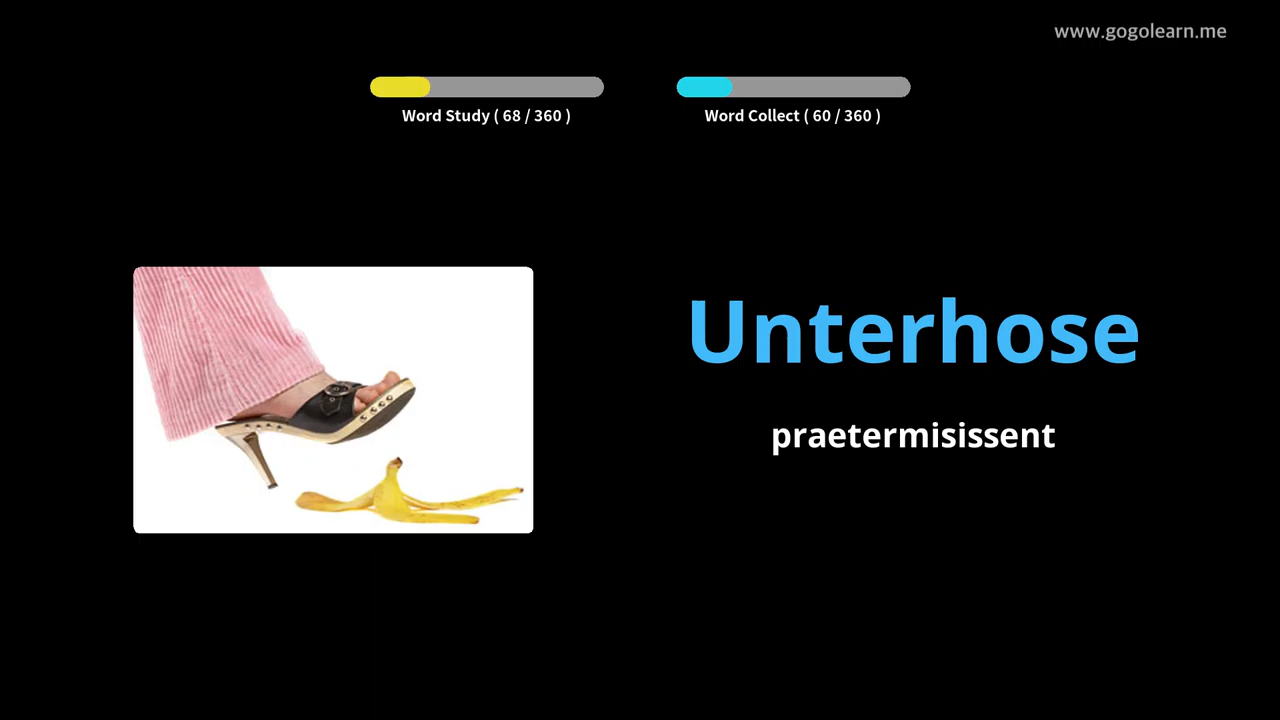 www.gogolearn.me
Word Study ( 68 / 360 )
Word Collect ( 60 / 360 )
Unterhose
praetermisissent